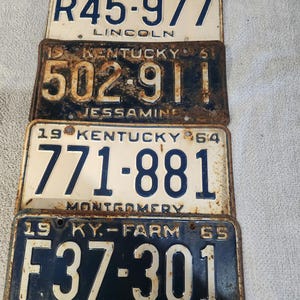 R45-977
LINCOLN
19 KENTUCKY 61
502-911
JESSAMINE
19 KENTUCKY 64
771-881
MONTGOMERY
19 KY.-FARM 65
F37-301